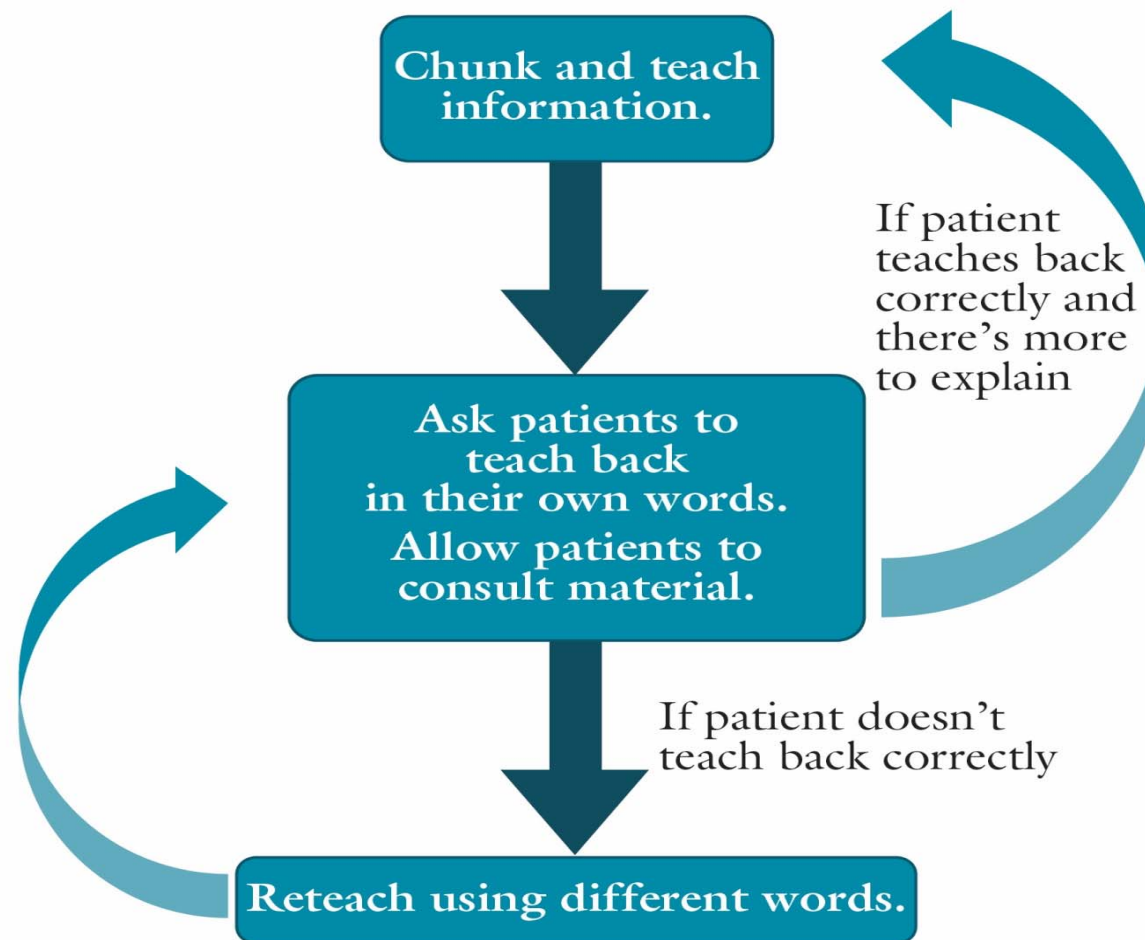 Chunk and teach
information.
If patient
teaches back
correctly and
there’s more
to explain
Ask patients to
teach back
in their own words.
Allow patients to
consult material.
If patient doesn’t
teach back correctly
Reteach using different words.